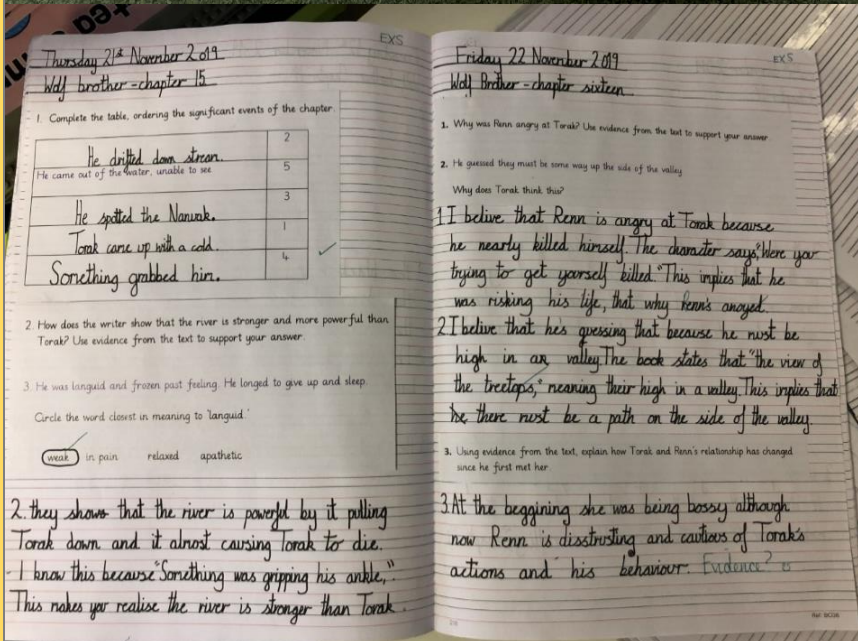 EXS
Thursday 21st November 2019
Wolf brother - chapter 15
1. Complete the table, ordering the significant events of the chapter.
He drifted down stream. 2
He came out of the water, unable to see 5
He spotted the Nanuak. 3
Torak came up with a cold. 1
Something grabbed him. 4
2. How does the writer show that the river is stronger and more powerful than
Torak? Use evidence from the text to support your answer.
3. He was languid and frozen past feeling. He longed to give up and sleep.
Circle the word closest in meaning to 'languid.'
weak in pain relaxed apathetic
2. they shows that the river is powerful by it pulling
Torak down and it almost causing Torak to die.
I know this because "Something was gripping his ankle,".
This makes you realise the river is stronger than Torak.
EXS
Friday 22 November 2019
Wolf Brother - chapter sixteen
1. Why was Renn angry at Torak? Use evidence from the text to support your answer
2. He guessed they must be some way up the side of the valley
Why does Torak think this?
1 I belive that Renn is angry at Torak because
he nearly killed himself. The character says, "Were you
trying to get yourself killed." This implies that he
was risking his life, that why Renn's anoyed.
2 I belive that he's guessing that because he must be
high in an valley. The book states that "the view of
the treetops," meaning their high in a valley. This implies that
there must be a path on the side of the valley.
3. Using evidence from the text, explain how Torak and Renn's relationship has changed
since he first met her.
3. At the beggining she was being bossy although
now Renn is disstrusting and cautious of Torak's
actions and his behaviour. Evidence?